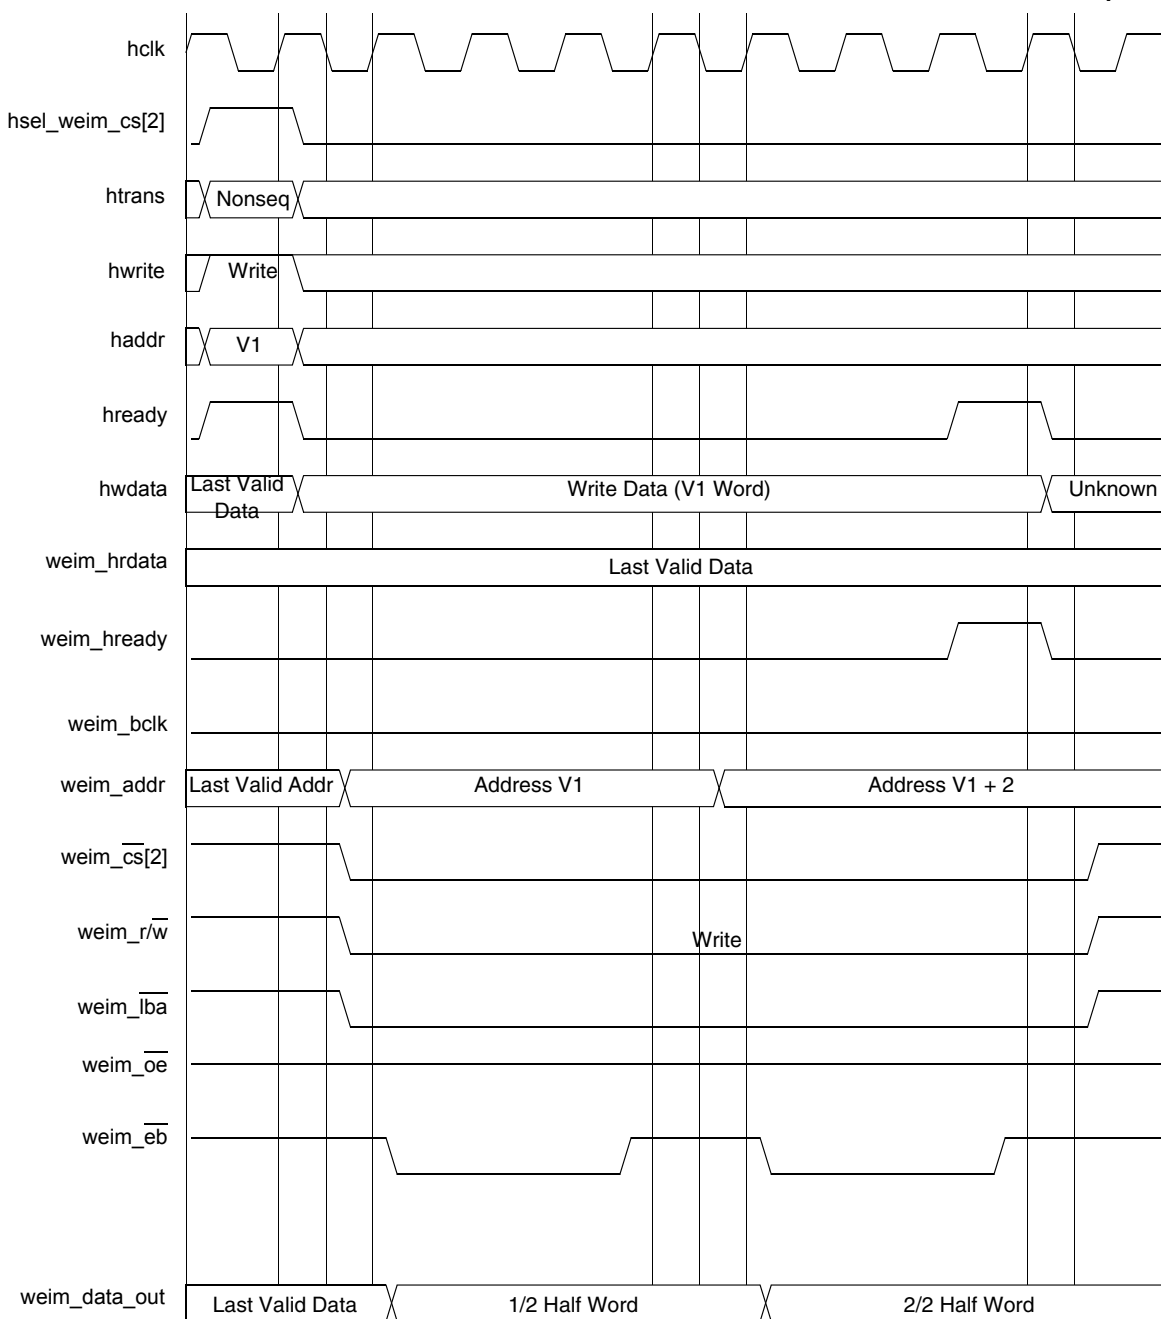 hclk
hsel_weim_cs[2]
htrans
Nonseq
hwrite
Write
haddr
V1
hready
hwdata
Last Valid
Data
Write Data (V1 Word)
Unknown
weim_hrdata
Last Valid Data
weim_hready
weim_bclk
weim_addr
Last Valid Addr
Address V1
Address V1 + 2
weim_cs[2]
weim_r/w
Write
weim_lba
weim_oe
weim_eb
weim_data_out
Last Valid Data
1/2 Half Word
2/2 Half Word